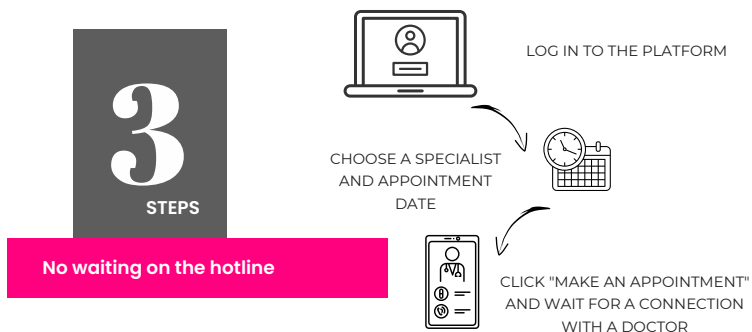 3
STEPS
No waiting on the hotline
LOG IN TO THE PLATFORM
CHOOSE A SPECIALIST
AND APPOINTMENT
DATE
CLICK "MAKE AN APPOINTMENT"
AND WAIT FOR A CONNECTION
WITH A DOCTOR